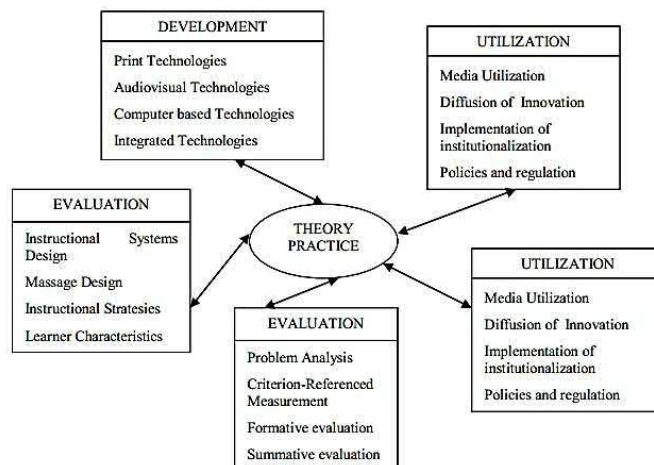 DEVELOPMENT
Print Technologies
Audiovisual Technologies
Computer based Technologies
Integrated Technologies
UTILIZATION
Media Utilization
Diffusion of Innovation
Implementation of
institutionalization
Policies and regulation
EVALUATION
Instructional Systems
Design
Massage Design
Instructional Stratesies
Learner Characteristics
THEORY
PRACTICE
UTILIZATION
Media Utilization
Diffusion of Innovation
Implementation of
institutionalization
Policies and regulation
EVALUATION
Problem Analysis
Criterion-Referenced
Measurement
Formative evaluation
Summative evaluation